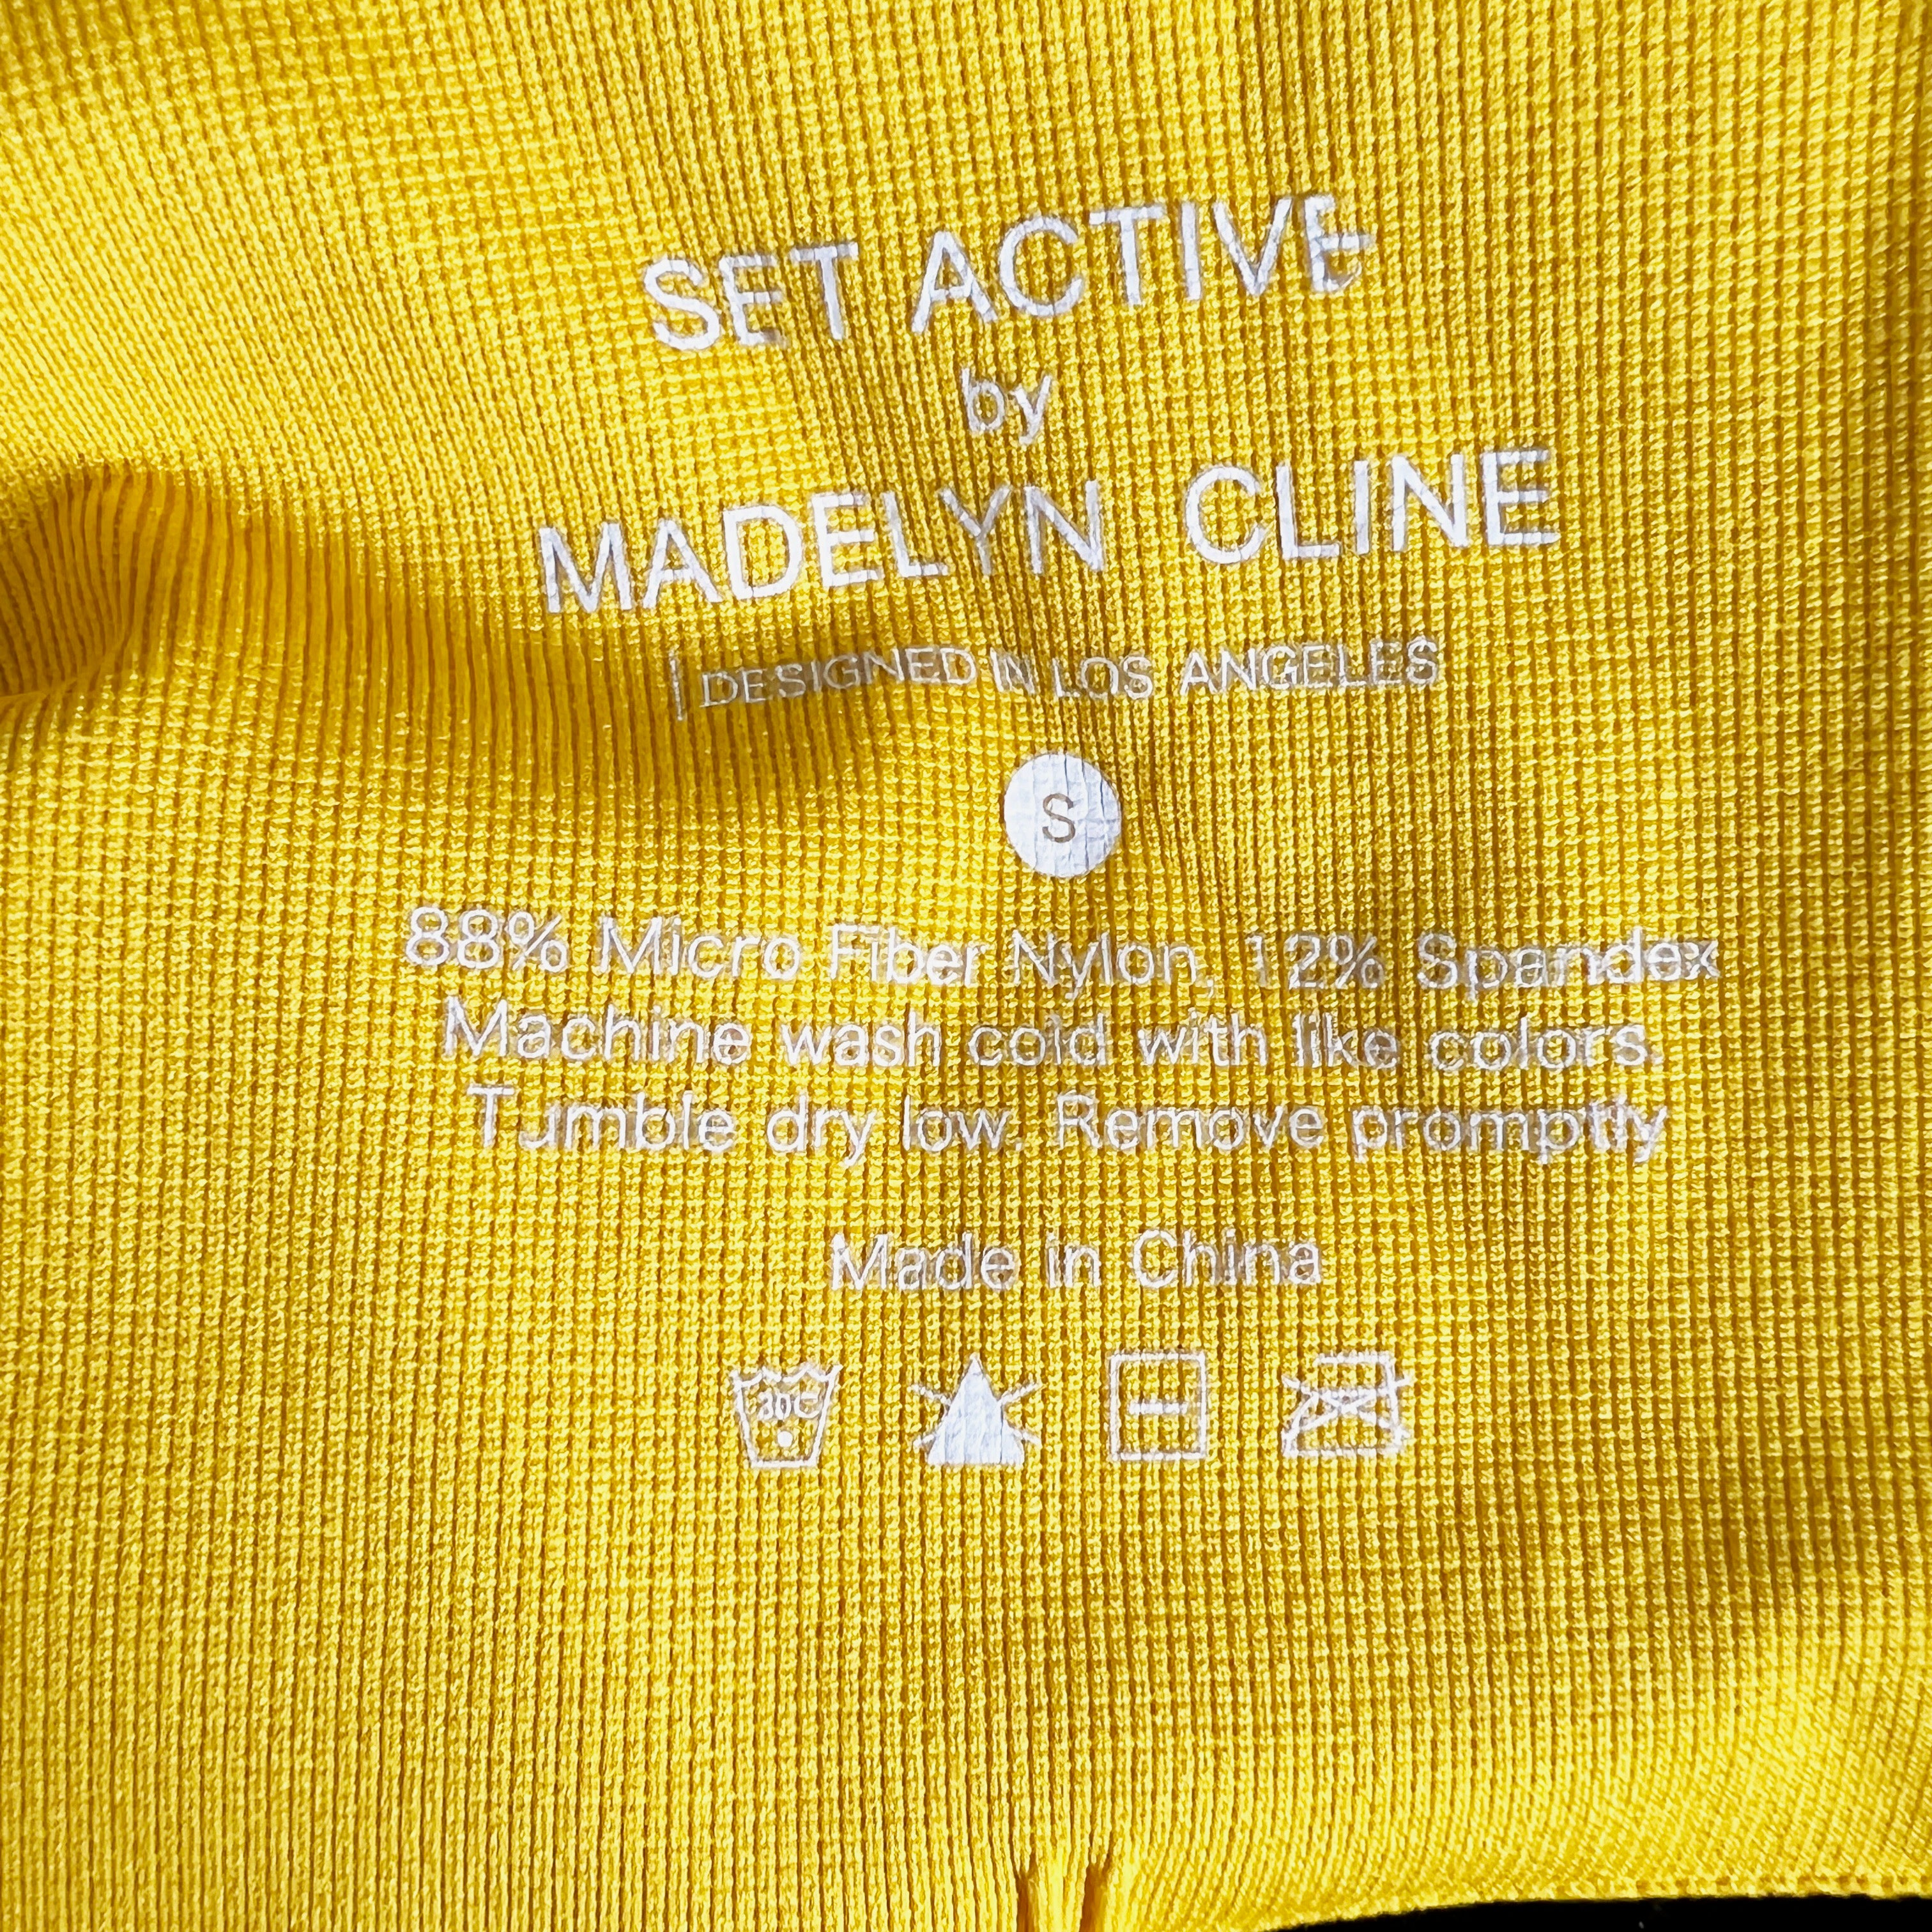 SET ACTIVE
by
MADELYN CLINE
| DESIGNED IN LOS ANGELES
S
88% Micro Fiber Nylon, 12% Spandex
Machine wash cold with like colors.
Tumble dry low. Remove promptly
Made in China
30C